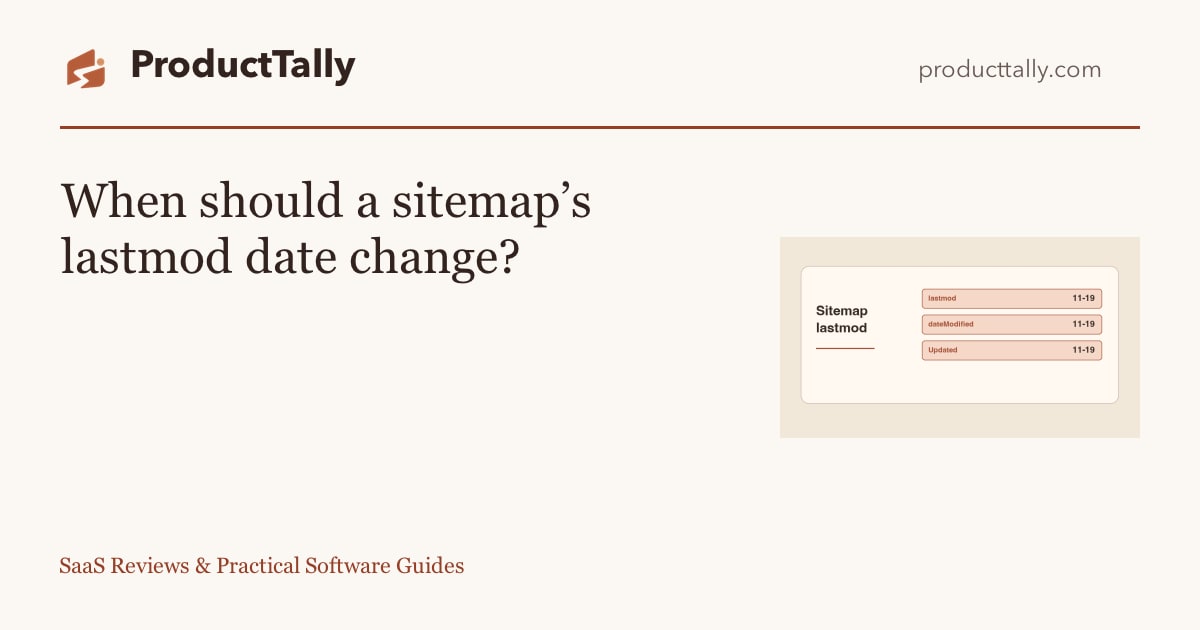 ProductTally
producttally.com
When should a sitemap’s
lastmod date change?
Sitemap
lastmod
lastmod 11-19
dateModified 11-19
Updated 11-19
SaaS Reviews & Practical Software Guides